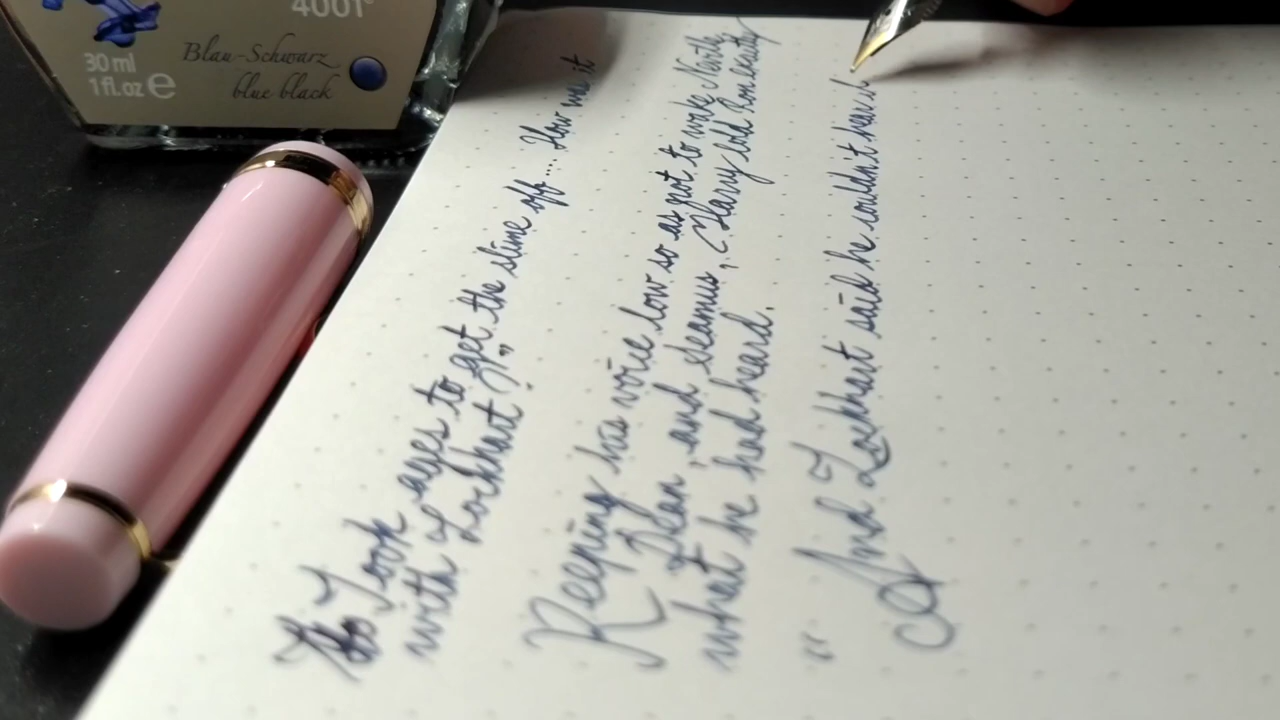 4001
30 ml
1 fl.oz e
Blau-Schwarz
blue black
Took ages to get the slime off.... How was it
with Lockhart?"
Keeping his voice low so as not to wake Neville,
Dean, and Seamus, Harry told Ron exactly
what he had heard.
"And Lockhart said he couldn't hear i